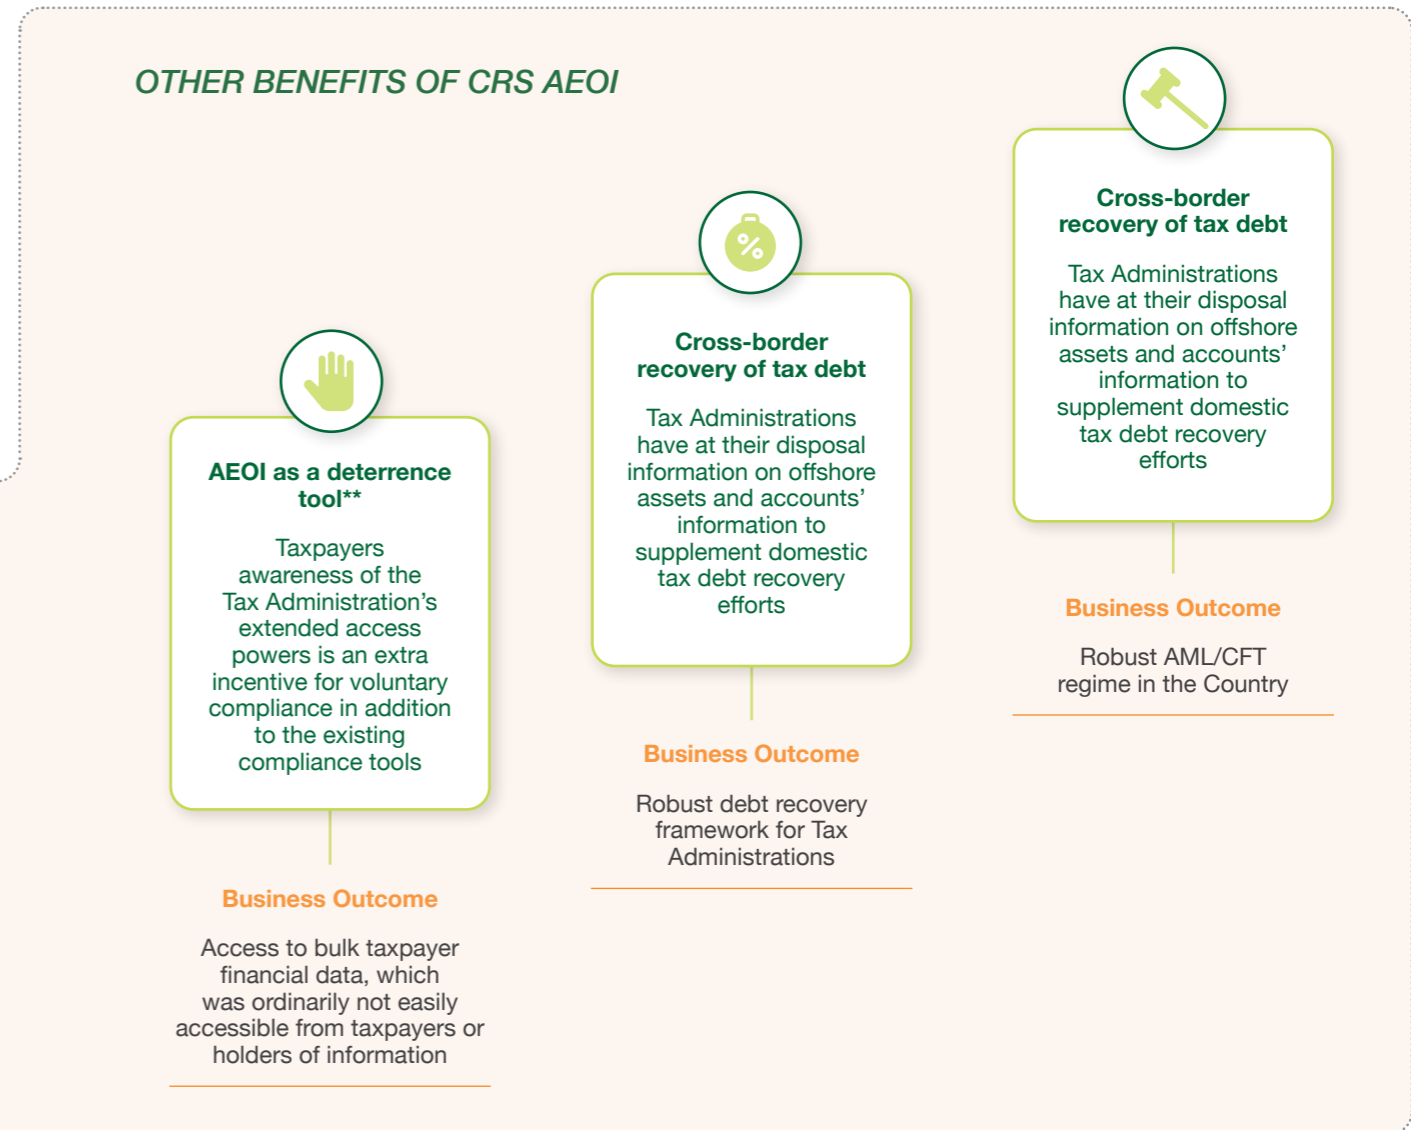 OTHER BENEFITS OF CRS AEOI
AEOI as a deterrence
tool**
Taxpayers
awareness of the
Tax Administration’s
extended access
powers is an extra
incentive for voluntary
compliance in addition
to the existing
compliance tools
Business Outcome
Access to bulk taxpayer
financial data, which
was ordinarily not easily
accessible from taxpayers or
holders of information
%
Cross-border
recovery of tax debt
Tax Administrations
have at their disposal
information on offshore
assets and accounts’
information to
supplement domestic
tax debt recovery
efforts
Business Outcome
Robust debt recovery
framework for Tax
Administrations
Cross-border
recovery of tax debt
Tax Administrations
have at their disposal
information on offshore
assets and accounts’
information to
supplement domestic
tax debt recovery
efforts
Business Outcome
Robust AML/CFT
regime in the Country